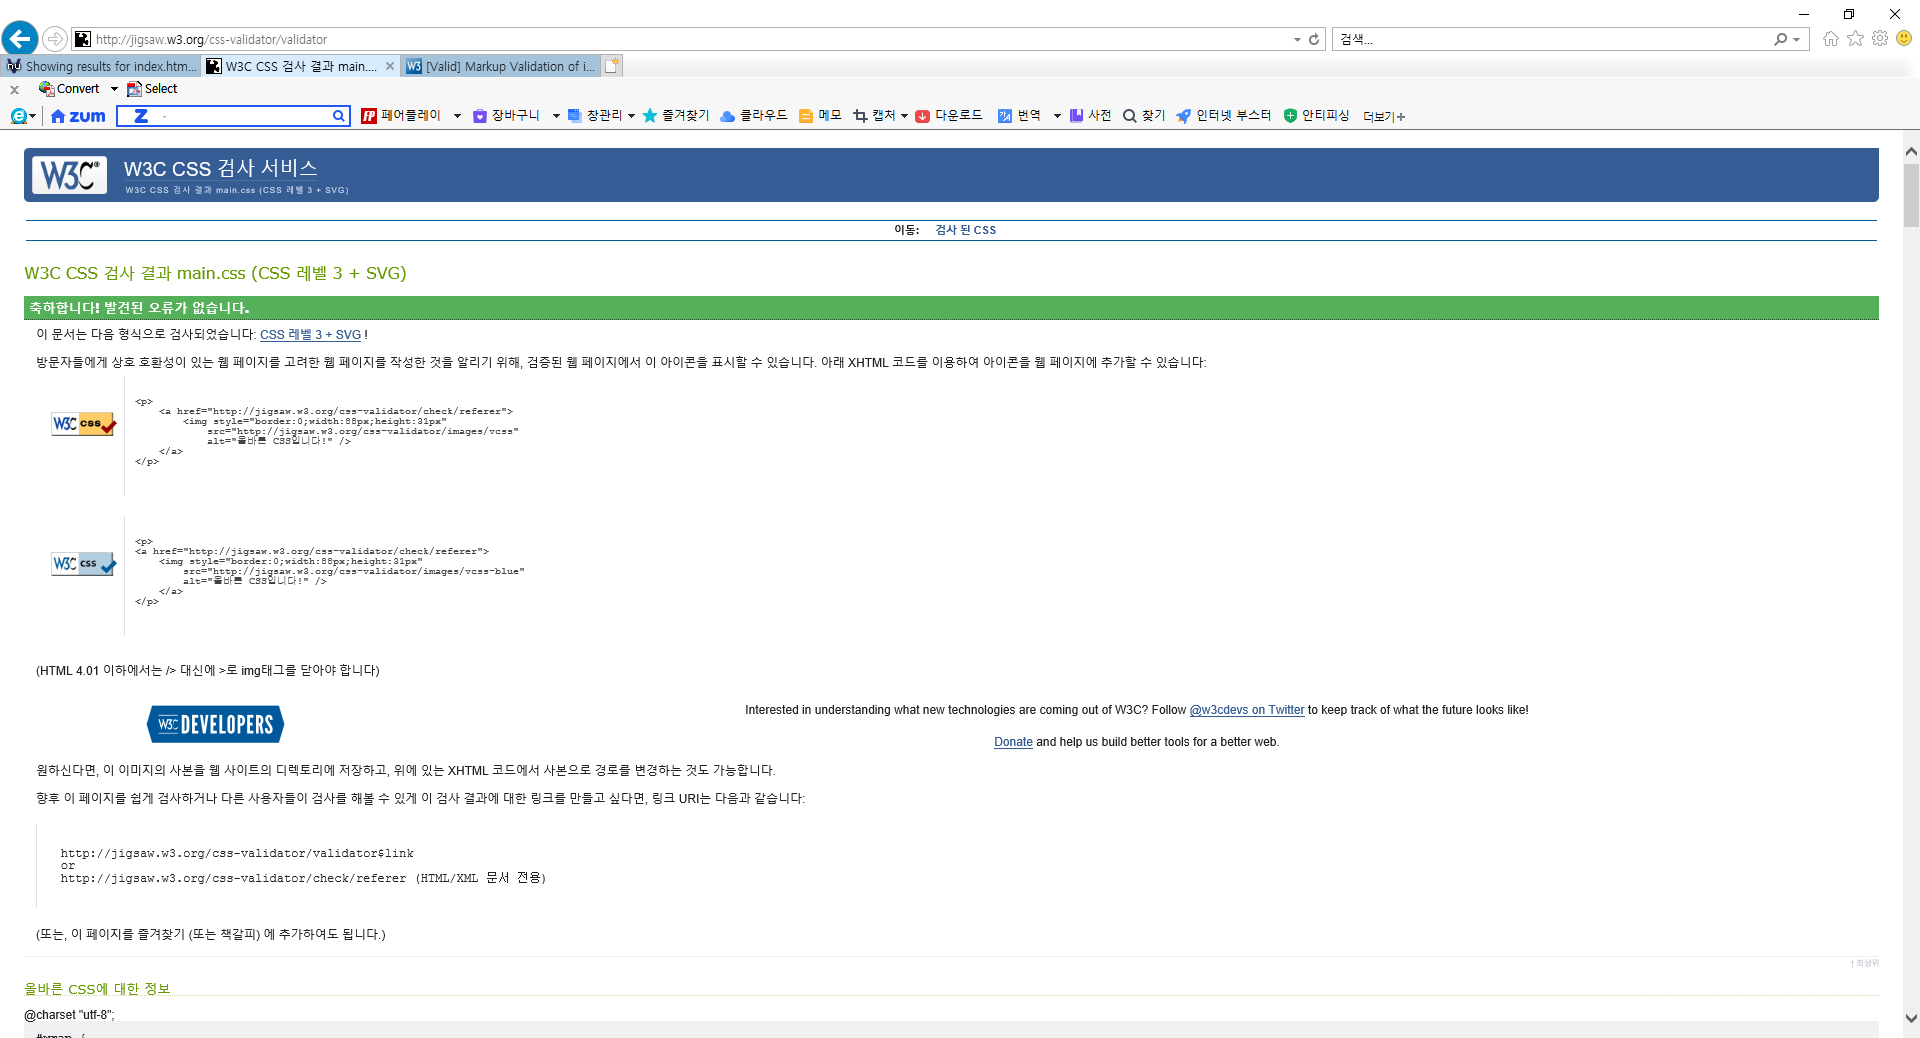 http://jigsaw.w3.org/css-validator/validator
검색...
Showing results for index.htm...
W3C CSS 검사 결과 main....
[Valid] Markup Validation of i...
x Convert Select
zum Z 페어플레이 장바구니 창관리 즐겨찾기 클라우드 메모 캡처 다운로드 번역 사전 찾기 인터넷 부스터 안티피싱 더보기+
W3C® W3C CSS 검사 서비스
W3C CSS 검사 결과 main.css (CSS 레벨 3 + SVG)
이동: 검사 된 CSS
W3C CSS 검사 결과 main.css (CSS 레벨 3 + SVG)
축하합니다! 발견된 오류가 없습니다.
이 문서는 다음 형식으로 검사되었습니다: CSS 레벨 3 + SVG !
방문자들에게 상호 호환성이 있는 웹 페이지를 고려한 웹 페이지를 작성한 것을 알리기 위해, 검증된 웹 페이지에서 이 아이콘을 표시할 수 있습니다. 아래 XHTML 코드를 이용하여 아이콘을 웹 페이지에 추가할 수 있습니다:
W3C css
<p>
<a href="http://jigsaw.w3.org/css-validator/check/referer">
<img style="border:0;width:88px;height:31px"
src="http://jigsaw.w3.org/css-validator/images/vcss"
alt="올바른 CSS입니다!" />
</a>
</p>
W3C css
<p>
<a href="http://jigsaw.w3.org/css-validator/check/referer">
<img style="border:0;width:88px;height:31px"
src="http://jigsaw.w3.org/css-validator/images/vcss-blue"
alt="올바른 CSS입니다!" />
</a>
</p>
(HTML 4.01 이하에서는 /> 대신에 >로 img태그를 닫아야 합니다)
W3C DEVELOPERS
Interested in understanding what new technologies are coming out of W3C? Follow @w3cdevs on Twitter to keep track of what the future looks like!
Donate and help us build better tools for a better web.
원하신다면, 이 이미지의 사본을 웹 사이트의 디렉토리에 저장하고, 위에 있는 XHTML 코드에서 사본으로 경로를 변경하는 것도 가능합니다.
향후 이 페이지를 쉽게 검사하거나 다른 사용자들이 검사를 해볼 수 있게 이 검사 결과에 대한 링크를 만들고 싶다면, 링크 URI는 다음과 같습니다:
http://jigsaw.w3.org/css-validator/validator$link
or
http://jigsaw.w3.org/css-validator/check/referer (HTML/XML 문서 전용)
(또는, 이 페이지를 즐겨찾기 (또는 책갈피) 에 추가하여도 됩니다.)
↑ 최상위
올바른 CSS에 대한 정보
@charset "utf-8";